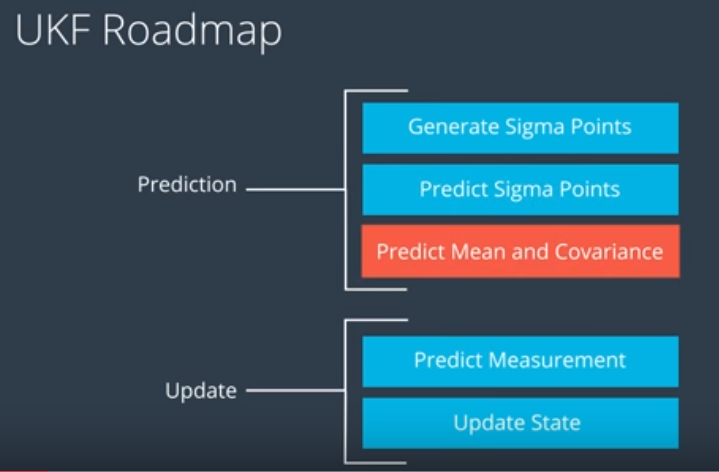 UKF Roadmap
Prediction
Generate Sigma Points
Predict Sigma Points
Predict Mean and Covariance
Update
Predict Measurement
Update State